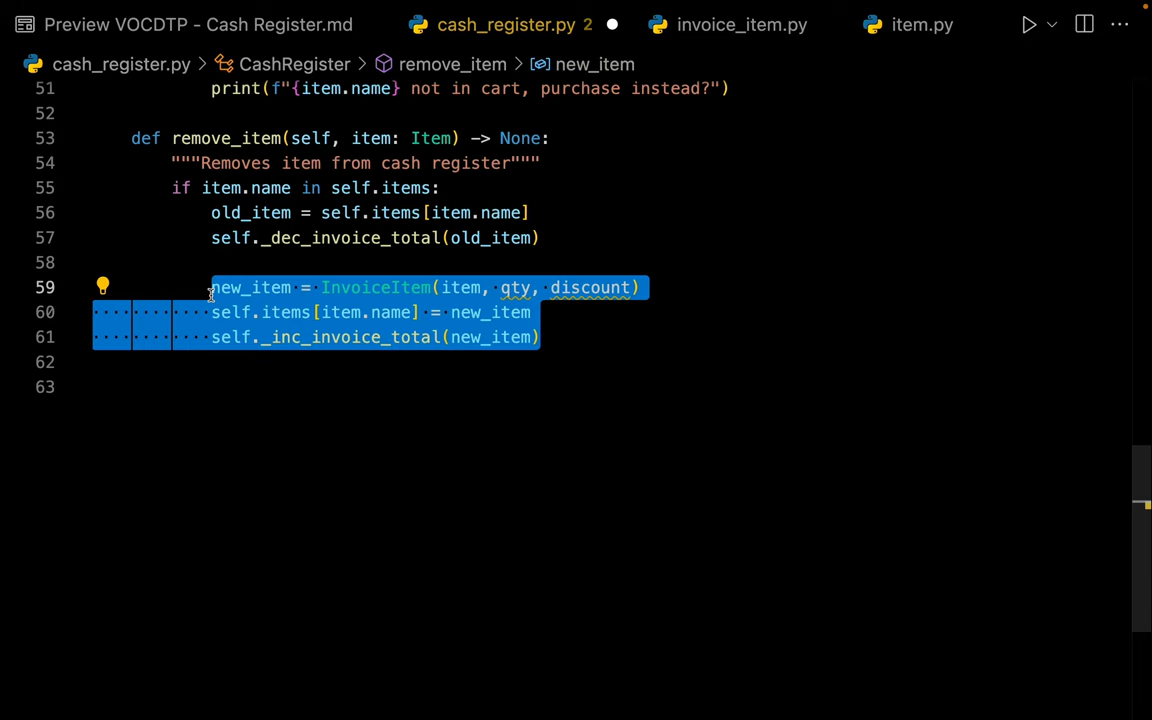 Preview VOCDTP - Cash Register.md cash_register.py 2 invoice_item.py item.py
cash_register.py > CashRegister > remove_item > new_item
51 print(f"{item.name} not in cart, purchase instead?")
52
53 def remove_item(self, item: Item) -> None:
54 """Removes item from cash register"""
55 if item.name in self.items:
56 old_item = self.items[item.name]
57 self._dec_invoice_total(old_item)
58
59 new_item = InvoiceItem(item, qty, discount)
60 self.items[item.name] = new_item
61 self._inc_invoice_total(new_item)
62
63